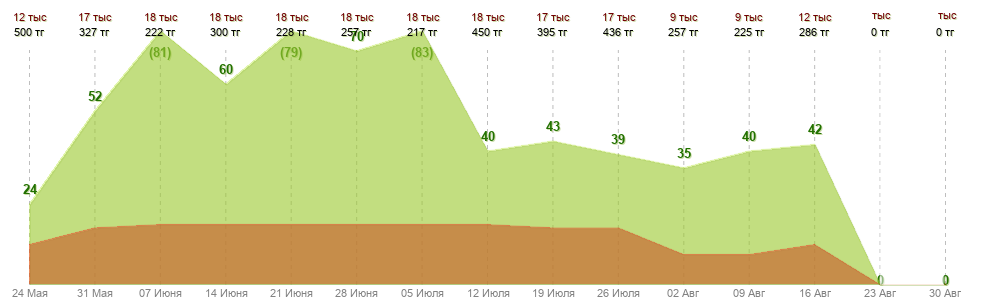 12 тыс 17 тыс 18 тыс 18 тыс 18 тыс 18 тыс 18 тыс 18 тыс 17 тыс 17 тыс 9 тыс 9 тыс 12 тыс тыс тыс
500 тг 327 тг 222 тг 300 тг 228 тг 257 тг 217 тг 450 тг 395 тг 436 тг 257 тг 225 тг 286 тг 0 тг 0 тг
24 52 (81) 60 (79) 70 (83) 40 43 39 35 40 42 0 0
24 Мая 31 Мая 07 Июня 14 Июня 21 Июня 28 Июня 05 Июля 12 Июля 19 Июля 26 Июля 02 Авг 09 Авг 16 Авг 23 Авг 30 Авг